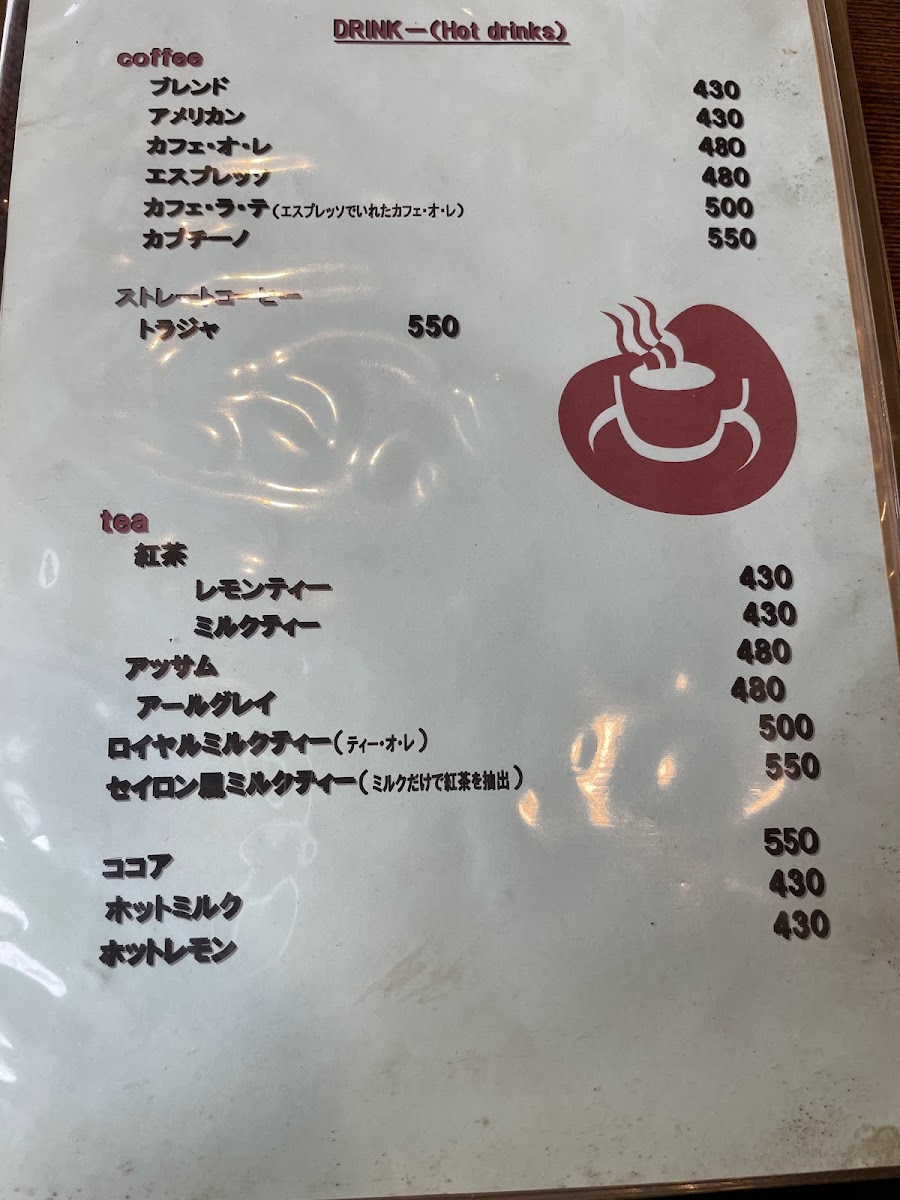 DRINK－(Hot drinks)
coffee
ブレンド 430
アメリカン 430
カフェ・オ・レ 480
エスプレッソ 480
カフェ・ラ・テ(エスプレッソでいれたカフェ・オ・レ) 500
カプチーノ 550
ストレートコーヒー
トラジャ 550
tea
紅茶
レモンティー 430
ミルクティー 430
アッサム 480
アールグレイ 480
ロイヤルミルクティー(ティー・オ・レ) 500
セイロン風ミルクティー(ミルクだけで紅茶を抽出) 550
ココア 550
ホットミルク 430
ホットレモン 430